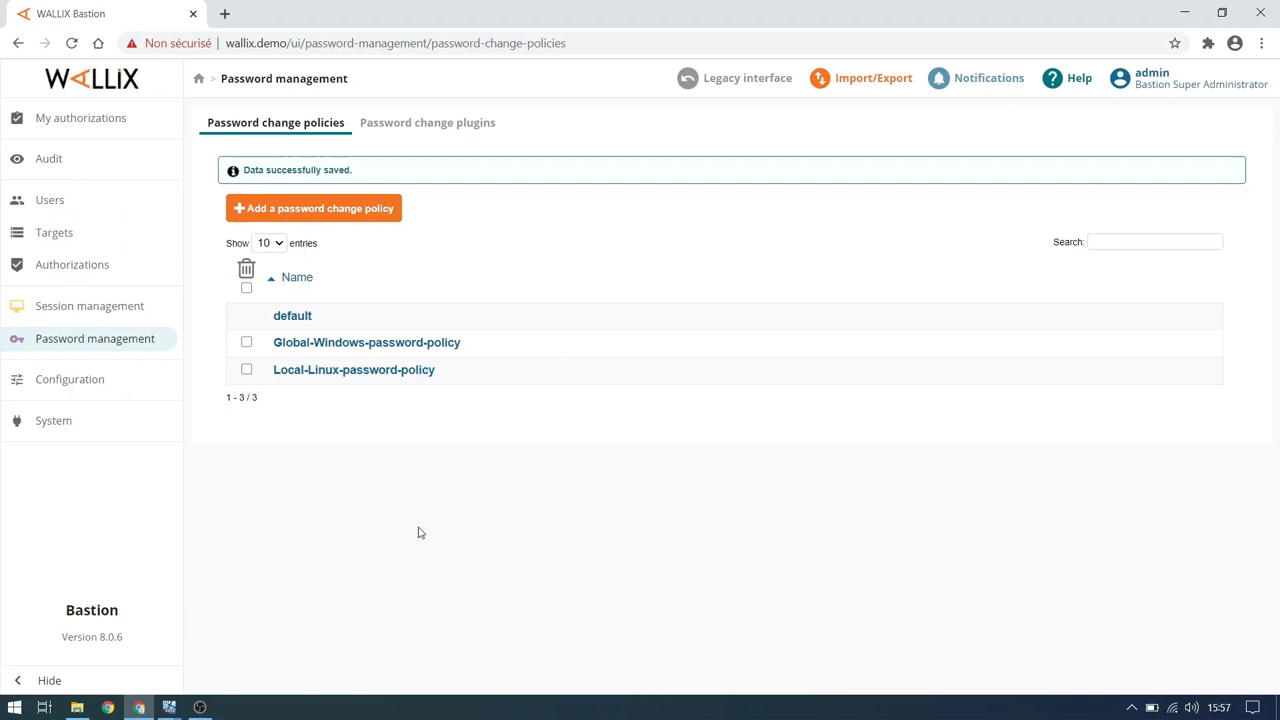 WALLIX Bastion
Non sécurisé
wallix.demo/ui/password-management/password-change-policies
WALLIX
> Password management
Legacy interface
Import/Export
Notifications
Help
admin
Bastion Super Administrator
My authorizations
Audit
Users
Targets
Authorizations
Session management
Password management
Configuration
System
Password change policies
Password change plugins
Data successfully saved.
Add a password change policy
Show 10 entries
Search:
Name
default
Global-Windows-password-policy
Local-Linux-password-policy
1 - 3 / 3
Bastion
Version 8.0.6
Hide
15:57